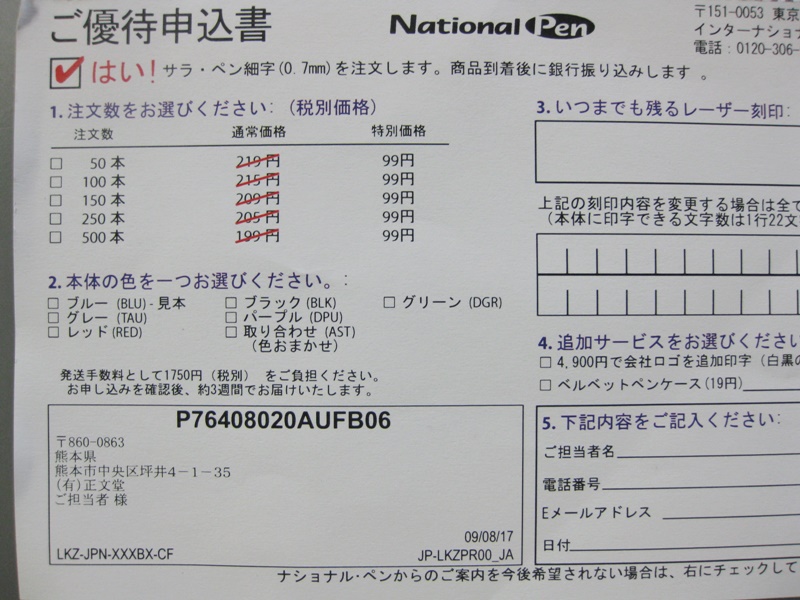 ご優待申込書
National Pen
〒151-0053 東京
インターナショ
電話：0120-306-
はい! サラ・ペン細字(0.7mm)を注文します。商品到着後に銀行振り込みします 。
1. 注文数をお選びください:（税別価格）
注文数 通常価格 特別価格
□ 50 本 219円 99円
□ 100 本 215円 99円
□ 150 本 209円 99円
□ 250 本 205円 99円
□ 500 本 199円 99円
2. 本体の色を一つお選びください。:
□ ブルー (BLU) - 見本 □ ブラック (BLK) □ グリーン (DGR)
□ グレー (TAU) □ パープル (DPU)
□ レッド(RED) □ 取り合わせ (AST)
（色おまかせ）
発送手数料として1750円（税別） をご負担ください。
お申し込みを確認後、約3週間でお届けいたします。
P76408020AUFB06
〒860-0863
熊本県
熊本市中央区坪井4－1－35
(有)正文堂
ご担当者 様
09/08/17
LKZ-JPN-XXXBX-CF JP-LKZPR00_JA
3. いつまでも残るレーザー刻印:
上記の刻印内容を変更する場合は全て
（本体に印字できる文字数は1行22文
4. 追加サービスをお選びくださ
□ 4,900円で会社ロゴを追加印字（白黒の
□ ベルベットペンケース(19円)
5. 下記内容をご記入ください:
ご担当者名
電話番号
Eメールアドレス
日付
ナショナル・ペンからのご案内を今後希望されない場合は、右にチェックして